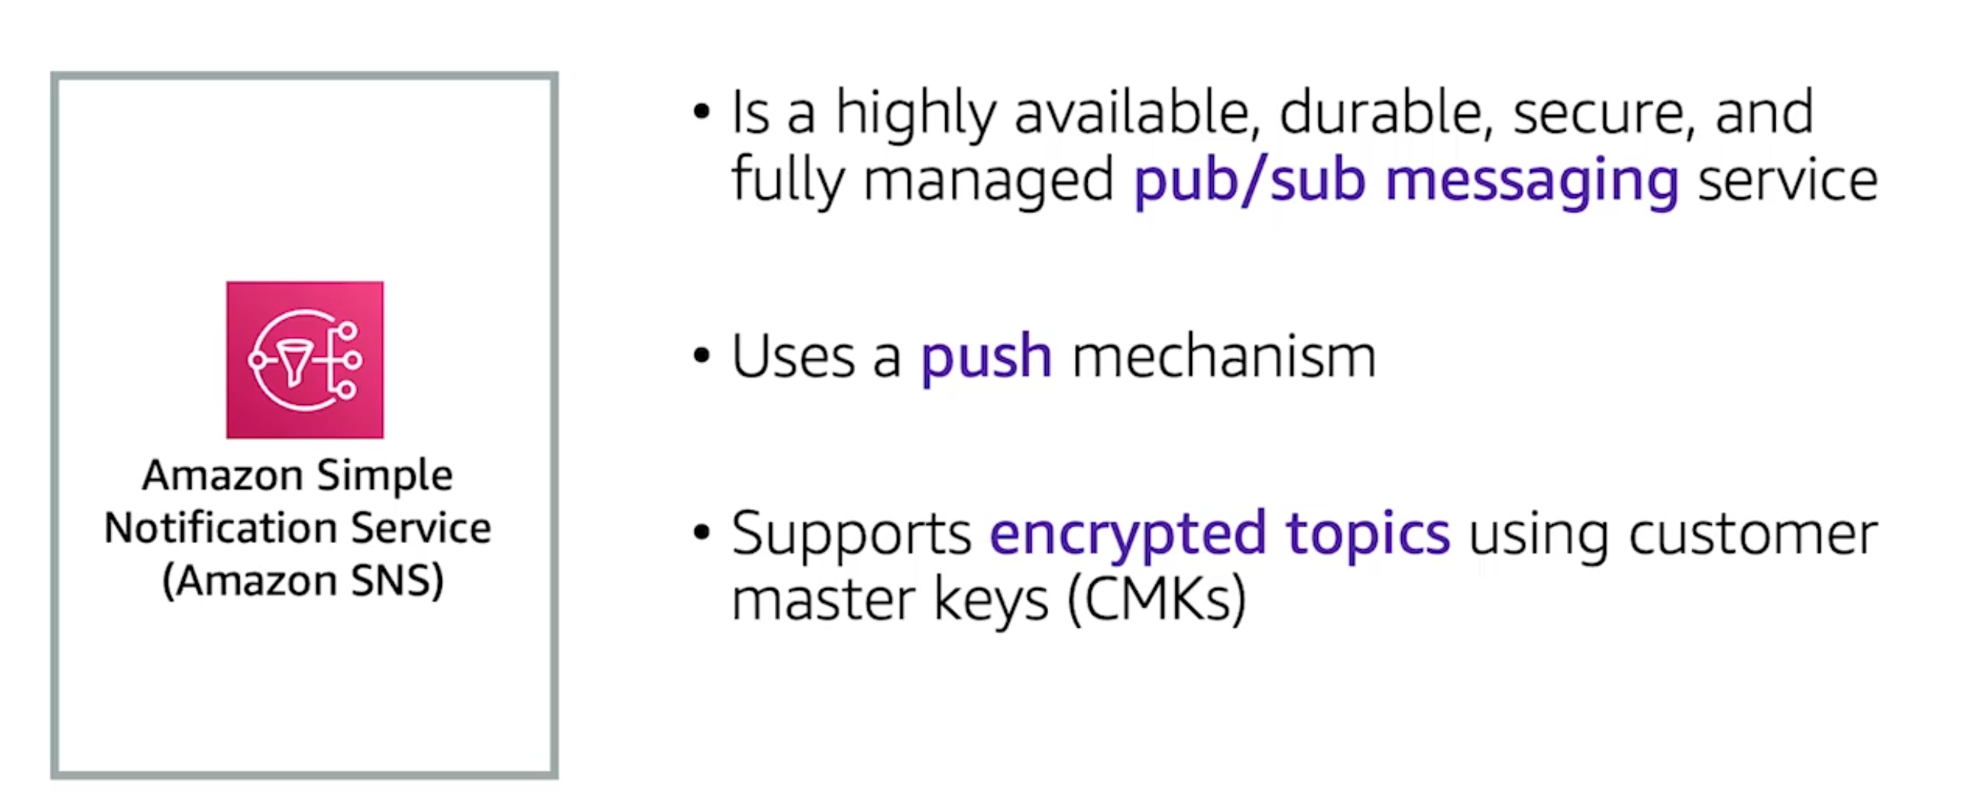 Amazon Simple
Notification Service
(Amazon SNS)
• Is a highly available, durable, secure, and
fully managed pub/sub messaging service
• Uses a push mechanism
• Supports encrypted topics using customer
master keys (CMKs)